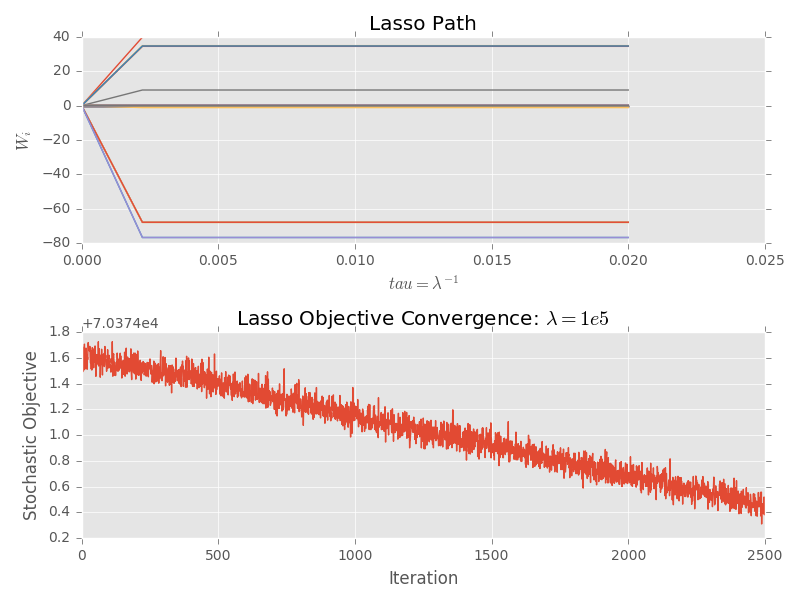 Lasso Path
40
20
0
−20
−40
−60
−80
W_i
0.000 0.005 0.010 0.015 0.020 0.025
tau = λ^{−1}
Lasso Objective Convergence: λ = 1e5
+7.0374e4
1.8
1.6
1.4
1.2
1.0
0.8
0.6
0.4
0.2
Stochastic Objective
0 500 1000 1500 2000 2500
Iteration